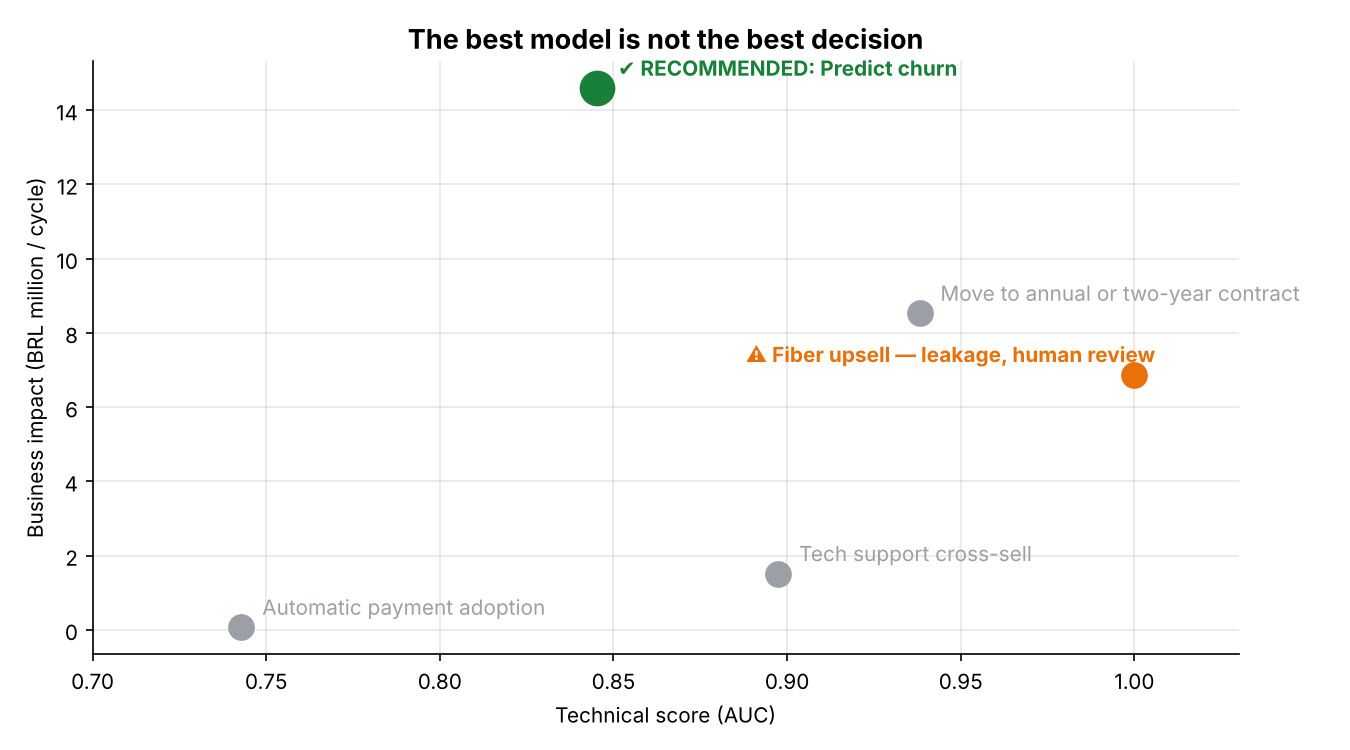 The best model is not the best decision
✔ RECOMMENDED: Predict churn
Move to annual or two-year contract
⚠ Fiber upsell — leakage, human review
Tech support cross-sell
Automatic payment adoption
Business impact (BRL million / cycle)
14
12
10
8
6
4
2
0
0.70 0.75 0.80 0.85 0.90 0.95 1.00
Technical score (AUC)